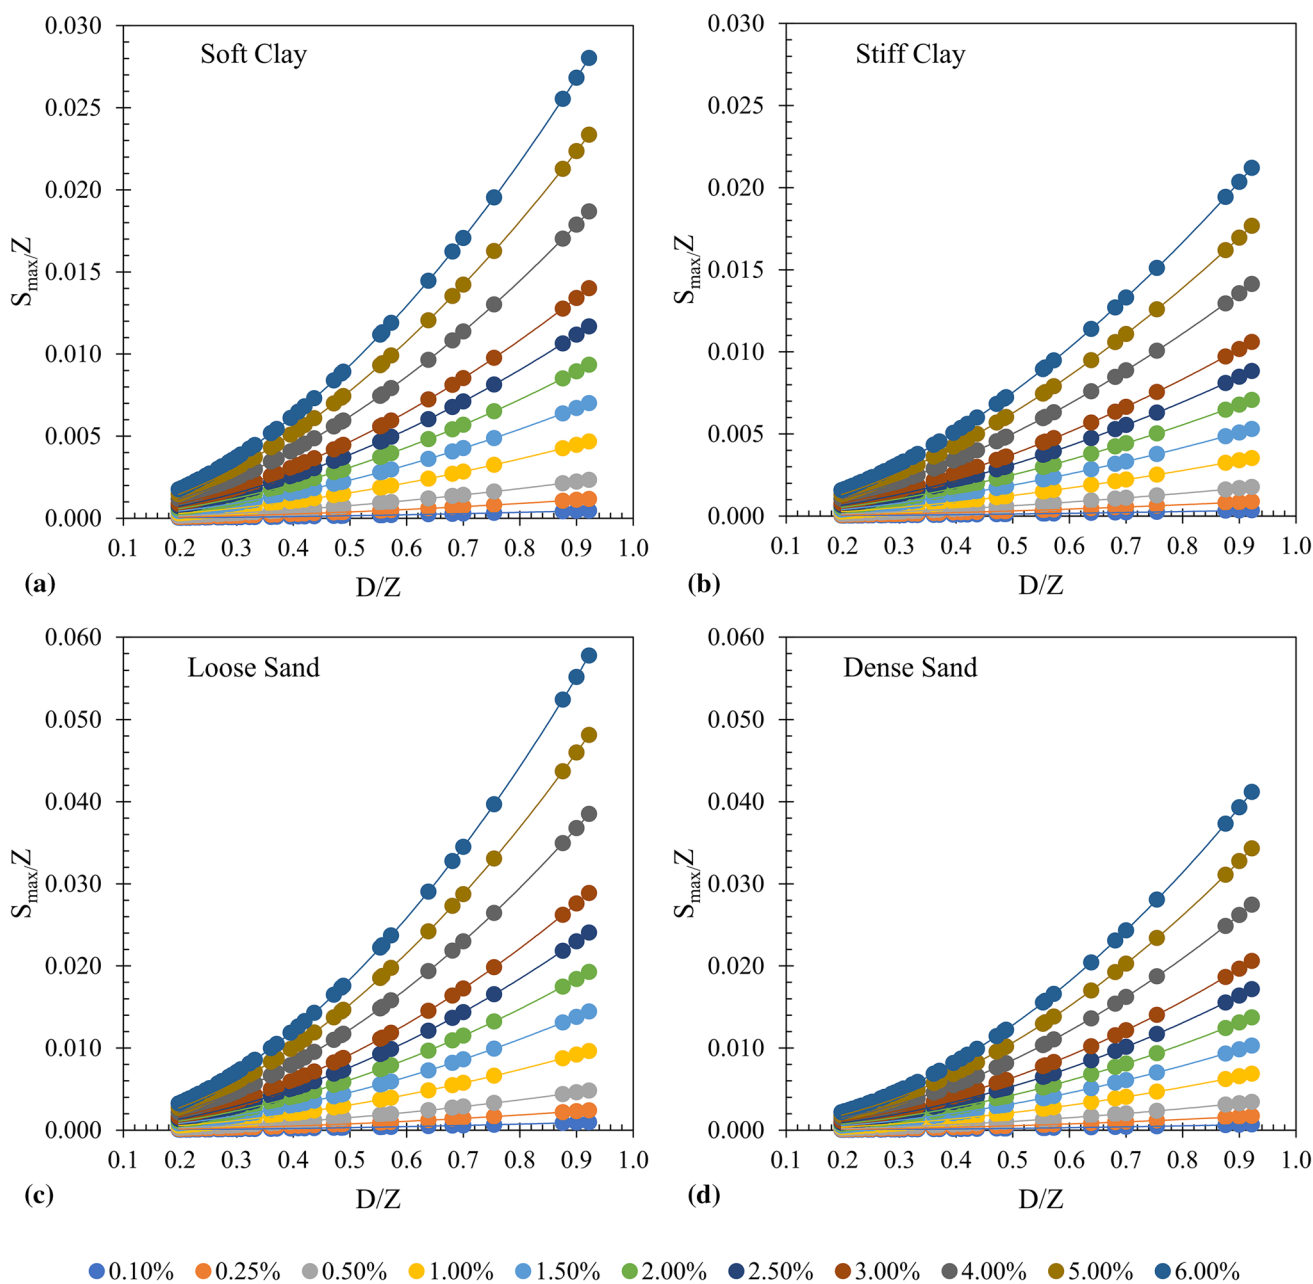 Soft Clay
0.030
0.025
0.020
0.015
0.010
0.005
0.000
Smax/Z
0.1 0.2 0.3 0.4 0.5 0.6 0.7 0.8 0.9 1.0
(a)
D/Z
Stiff Clay
0.030
0.025
0.020
0.015
0.010
0.005
0.000
Smax/Z
0.1 0.2 0.3 0.4 0.5 0.6 0.7 0.8 0.9 1.0
(b)
D/Z
Loose Sand
0.060
0.050
0.040
0.030
0.020
0.010
0.000
Smax/Z
0.1 0.2 0.3 0.4 0.5 0.6 0.7 0.8 0.9 1.0
(c)
D/Z
Dense Sand
0.060
0.050
0.040
0.030
0.020
0.010
0.000
Smax/Z
0.1 0.2 0.3 0.4 0.5 0.6 0.7 0.8 0.9 1.0
(d)
D/Z
0.10% 0.25% 0.50% 1.00% 1.50% 2.00% 2.50% 3.00% 4.00% 5.00% 6.00%